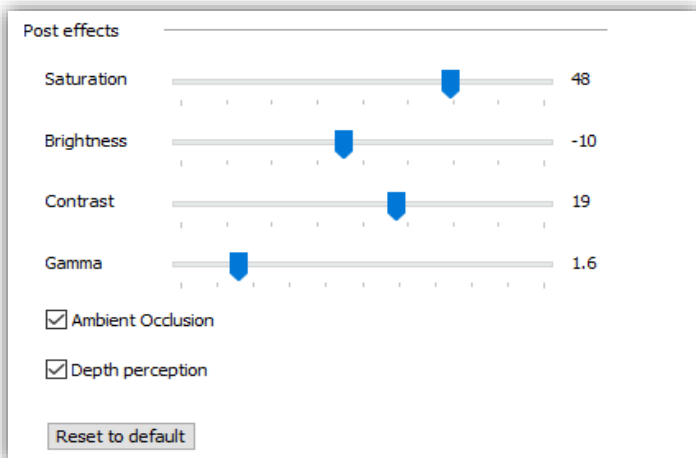 Post effects
Saturation 48
Brightness -10
Contrast 19
Gamma 1.6
Ambient Occlusion
Depth perception
Reset to default